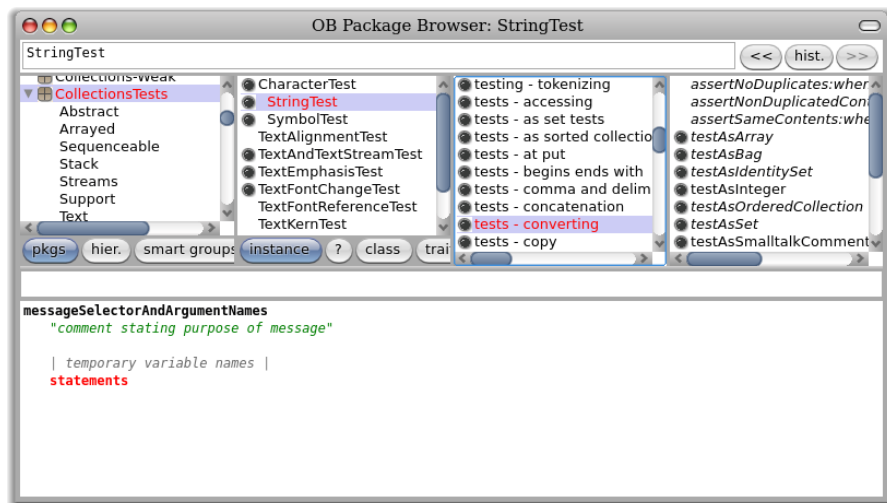 OB Package Browser: StringTest
StringTest
<< hist. >>
Collections-Weak
CollectionsTests
Abstract
Arrayed
Sequenceable
Stack
Streams
Support
Text
CharacterTest
StringTest
SymbolTest
TextAlignmentTest
TextAndTextStreamTest
TextEmphasisTest
TextFontChangeTest
TextFontReferenceTest
TextKernTest
testing - tokenizing
tests - accessing
tests - as set tests
tests - as sorted collectio
tests - at put
tests - begins ends with
tests - comma and delim
tests - concatenation
tests - converting
tests - copy
assertNoDuplicates:when
assertNonDuplicatedCont
assertSameContents:whe
testAsArray
testAsBag
testAsIdentitySet
testAsInteger
testAsOrderedCollection
testAsSet
testAsSmalltalkComment
pkgs hier. smart groups instance ? class trai
messageSelectorAndArgumentNames
"comment stating purpose of message"
| temporary variable names |
statements